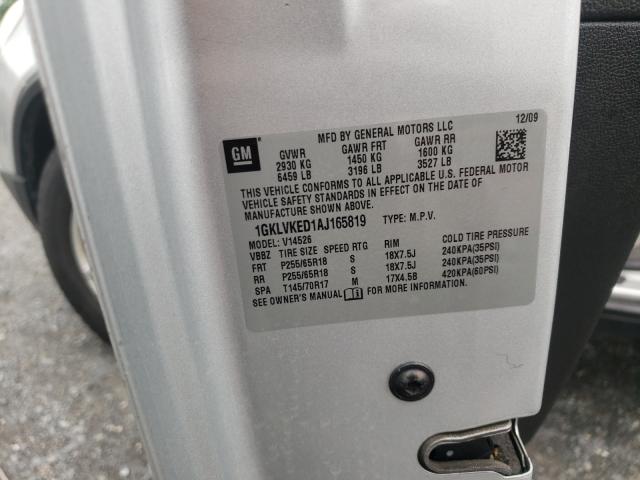 MFD BY GENERAL MOTORS LLC 12/09
GM GVWR GAWR FRT GAWR RR
2930 KG 1450 KG 1600 KG
6459 LB 3196 LB 3527 LB
THIS VEHICLE CONFORMS TO ALL APPLICABLE U.S. FEDERAL MOTOR
VEHICLE SAFETY STANDARDS IN EFFECT ON THE DATE OF
MANUFACTURE SHOWN ABOVE.
1GKLVKED1AJ165819 TYPE: M.P.V.
MODEL: V14526
VBBZ TIRE SIZE SPEED RTG RIM COLD TIRE PRESSURE
FRT P255/65R18 S 18X7.5J 240KPA(35PSI)
RR P255/65R18 S 18X7.5J 240KPA(35PSI)
SPA T145/70R17 M 17X4.5B 420KPA(60PSI)
SEE OWNER'S MANUAL FOR MORE INFORMATION.